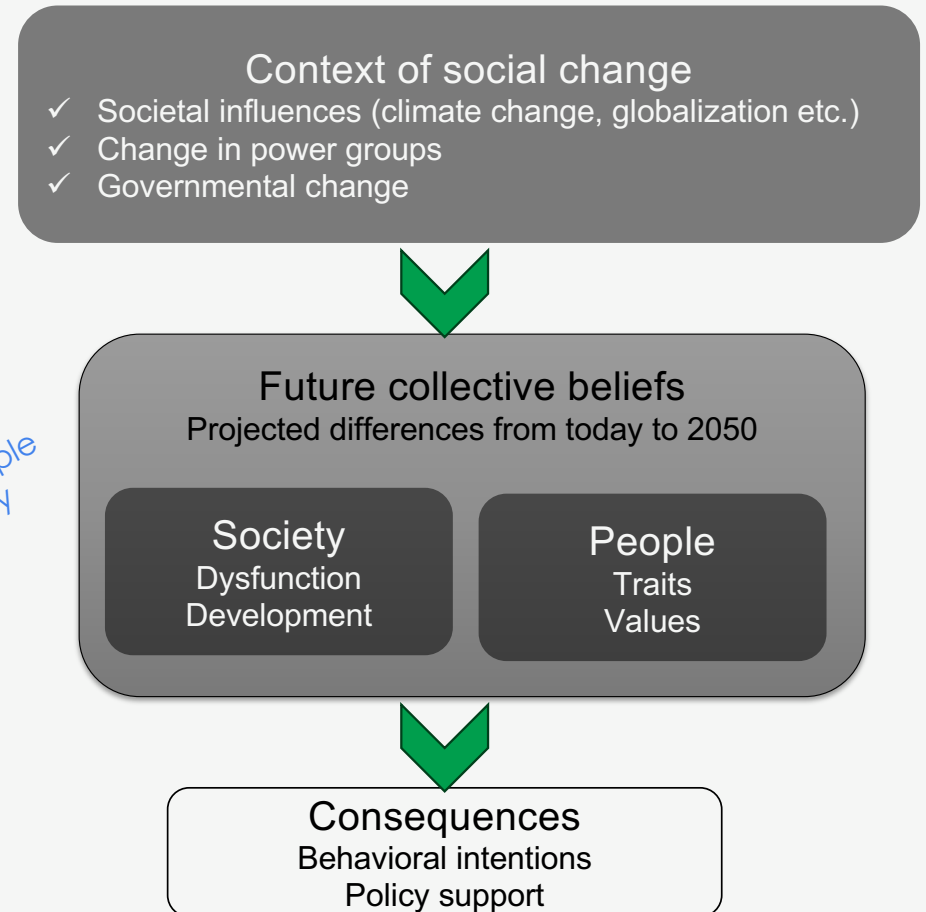 Context of social change
✓ Societal influences (climate change, globalization etc.)
✓ Change in power groups
✓ Governmental change
Future collective beliefs
Projected differences from today to 2050
Society
Dysfunction
Development
People
Traits
Values
Consequences
Behavioral intentions
Policy support